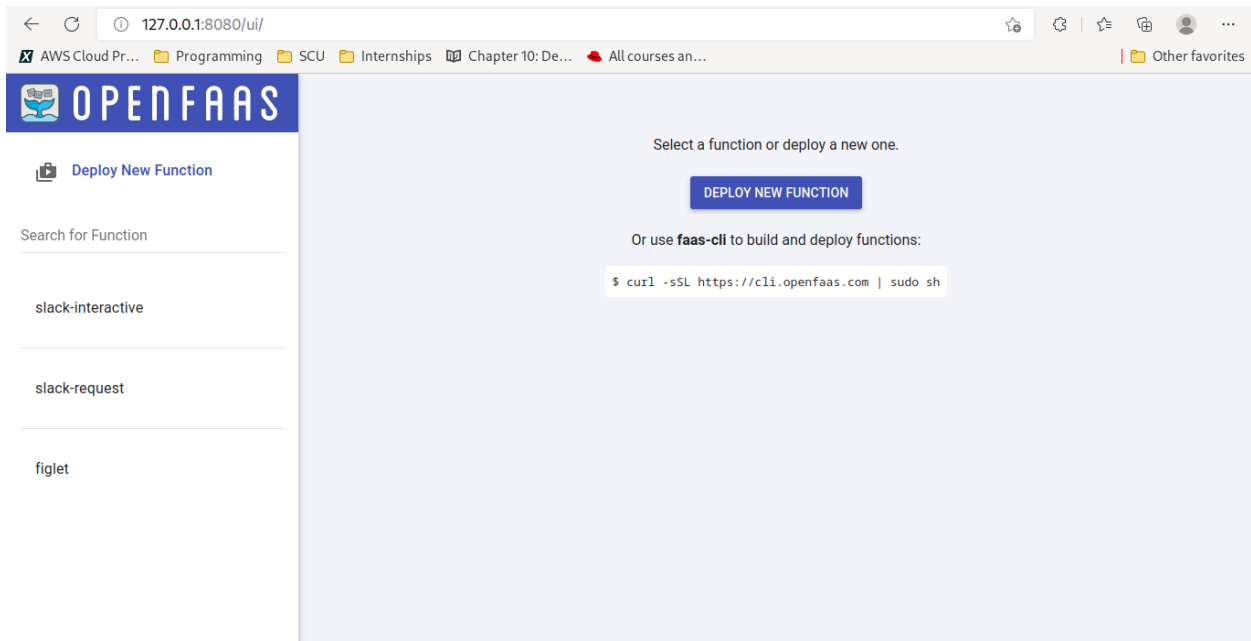 127.0.0.1:8080/ui/
AWS Cloud Pr... Programming SCU Internships Chapter 10: De... All courses an... Other favorites
OPENFAAS
Deploy New Function
Search for Function
slack-interactive
slack-request
figlet
Select a function or deploy a new one.
DEPLOY NEW FUNCTION
Or use faas-cli to build and deploy functions:
$ curl -sSL https://cli.openfaas.com | sudo sh